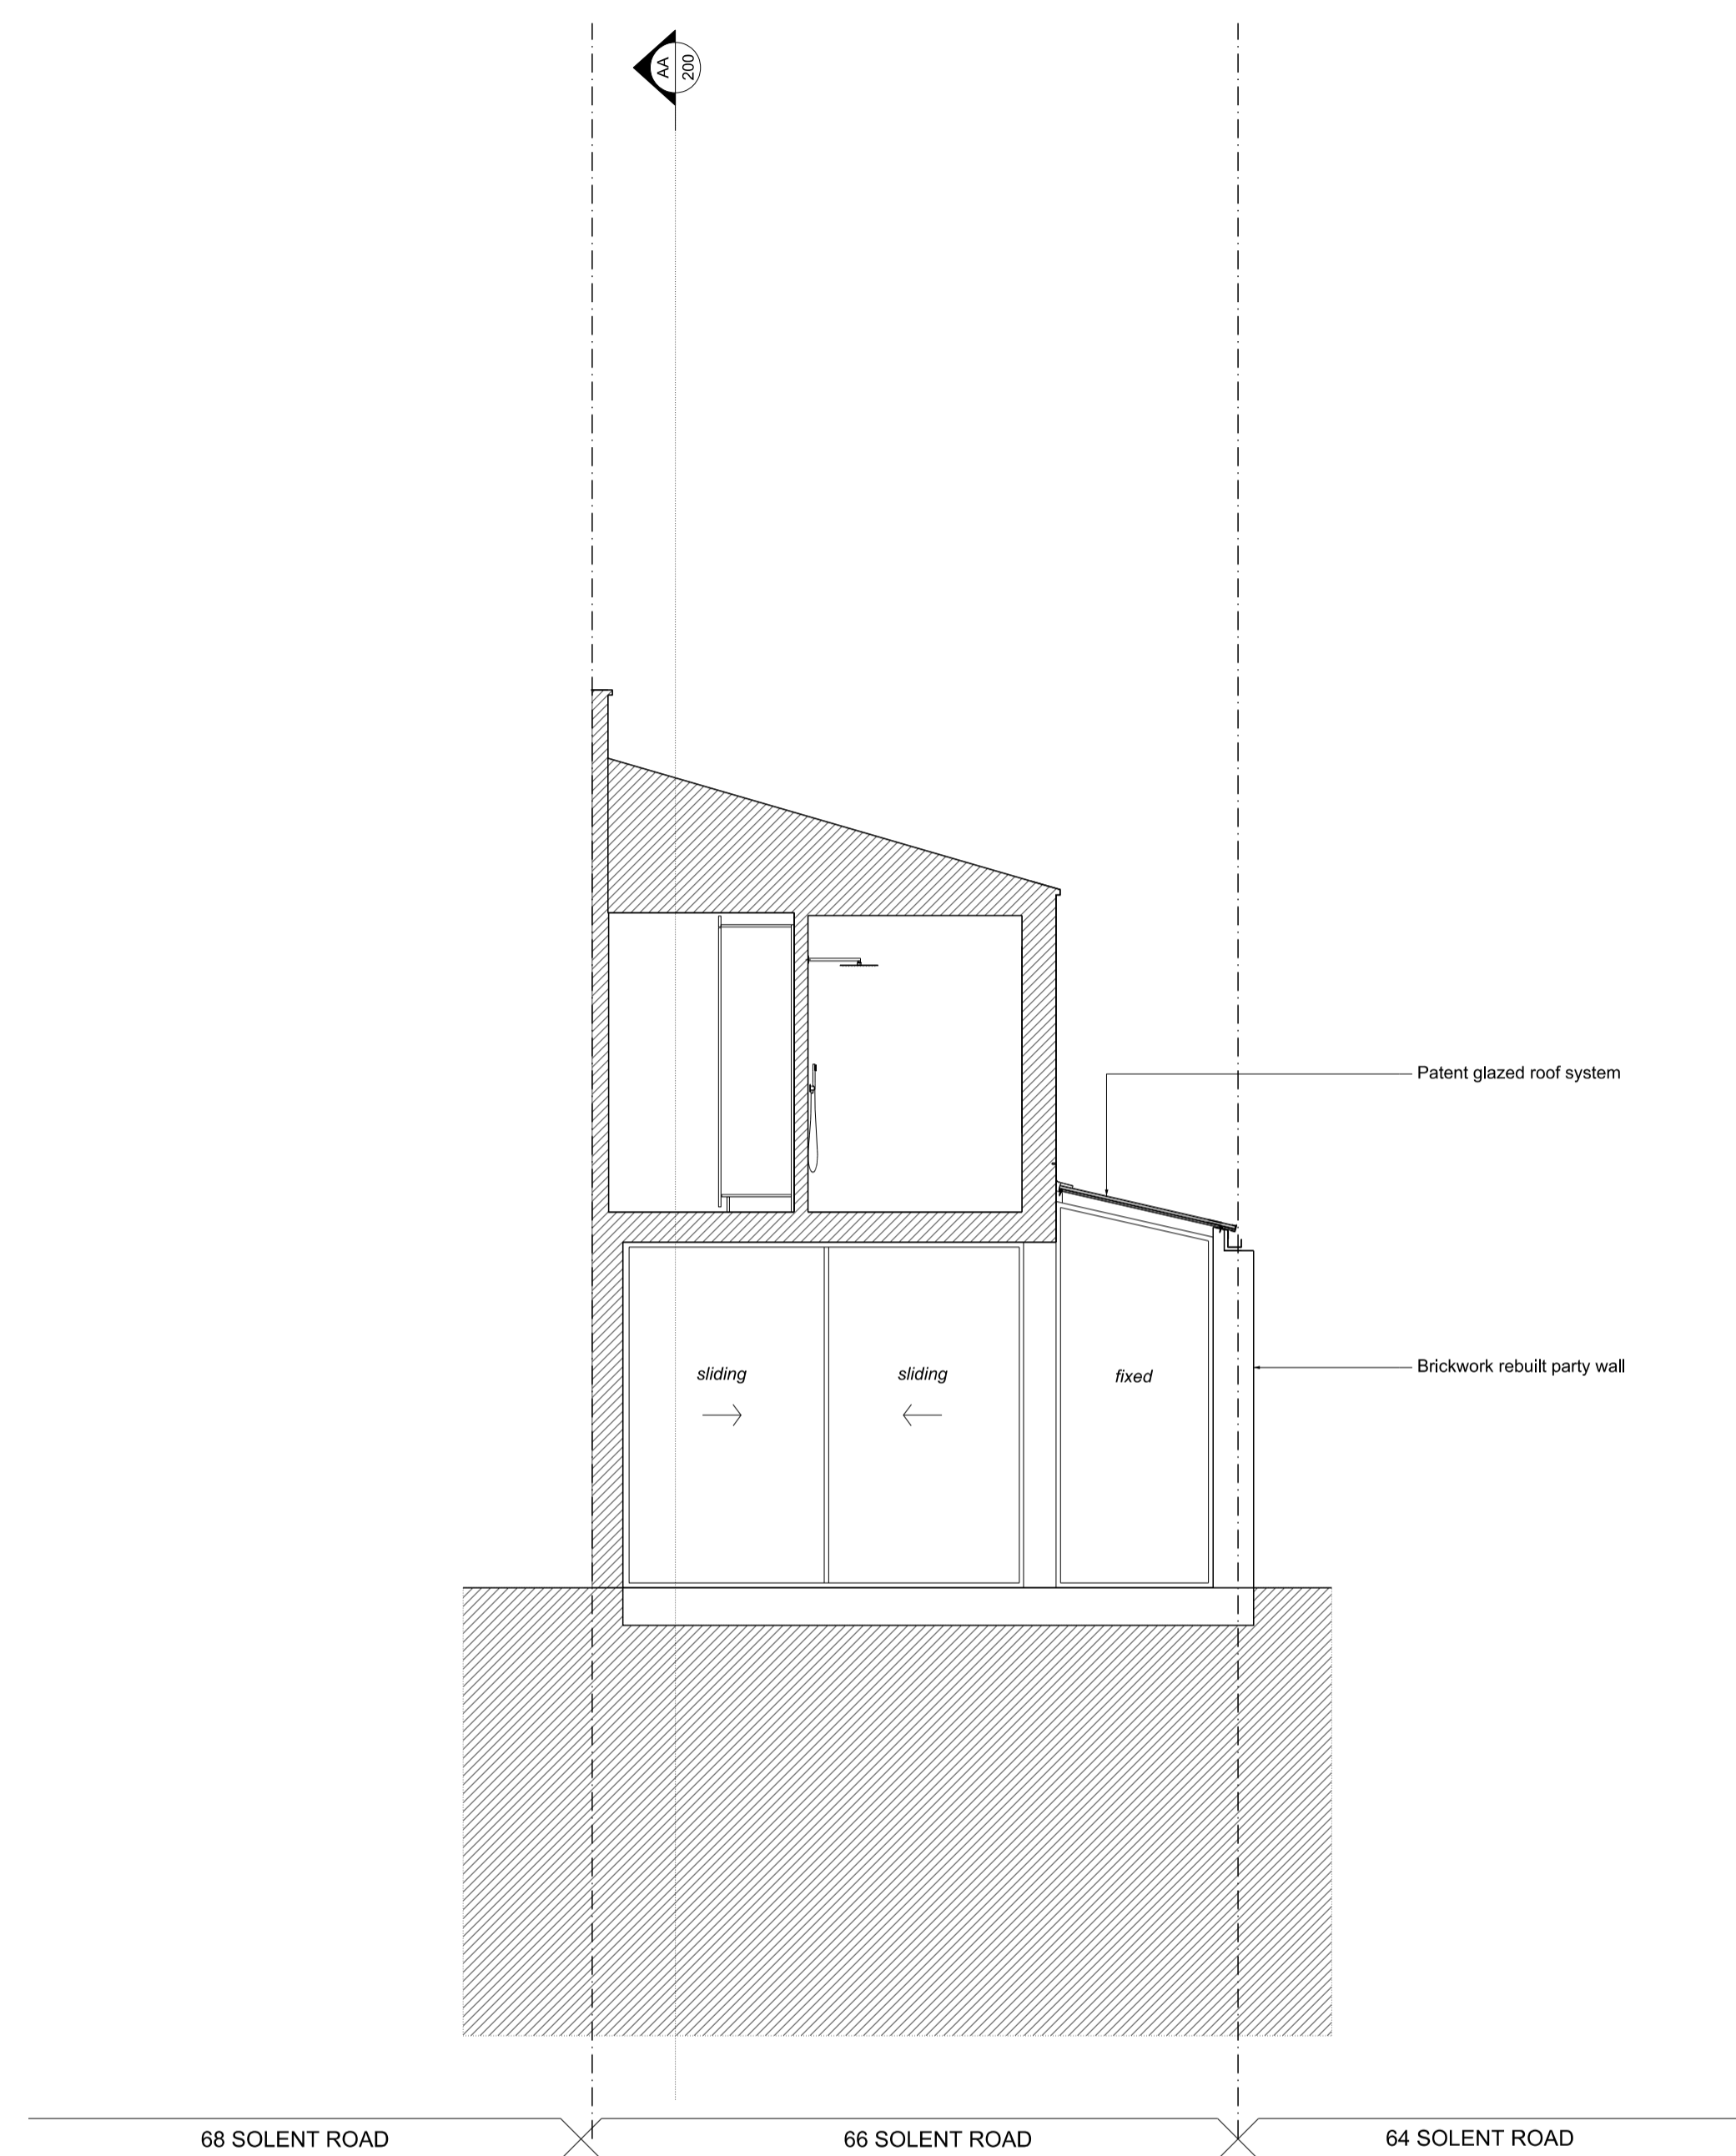 AA
200
Patent glazed roof system
Brickwork rebuilt party wall
sliding
sliding
fixed
68 SOLENT ROAD
66 SOLENT ROAD
64 SOLENT ROAD